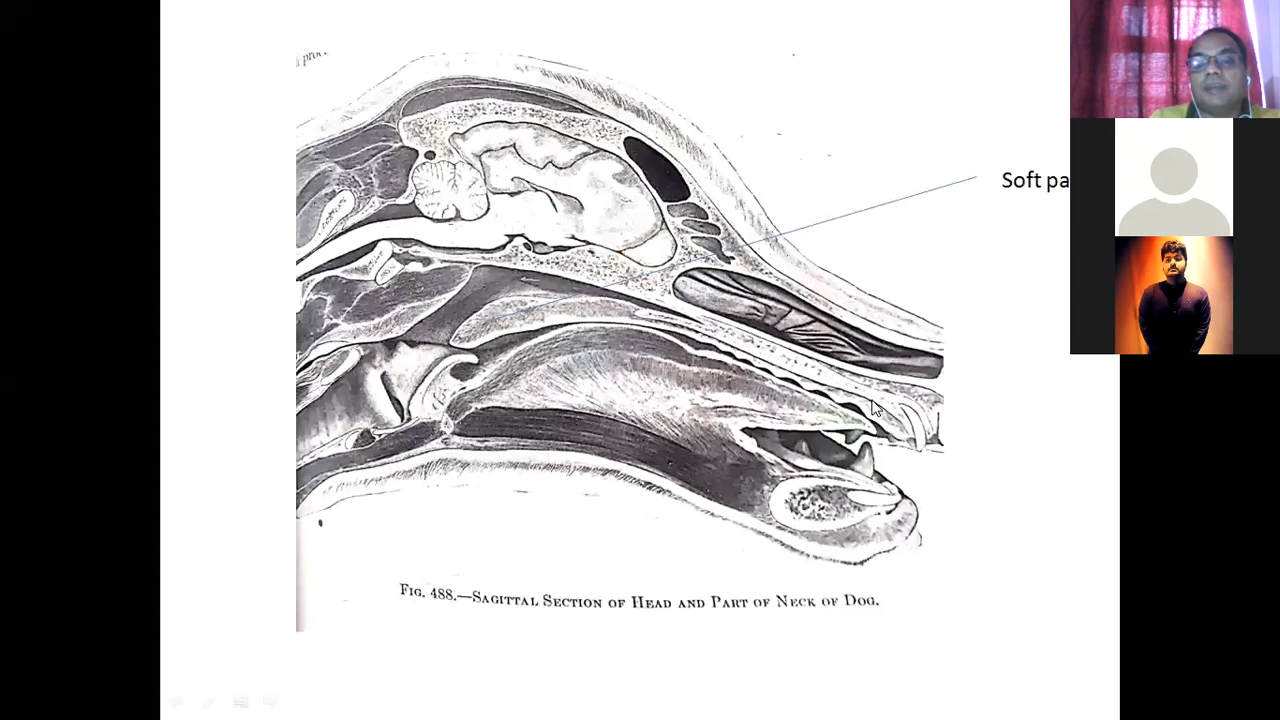 Soft pa
FIG. 488.—SAGITTAL SECTION OF HEAD AND PART OF NECK OF DOG.